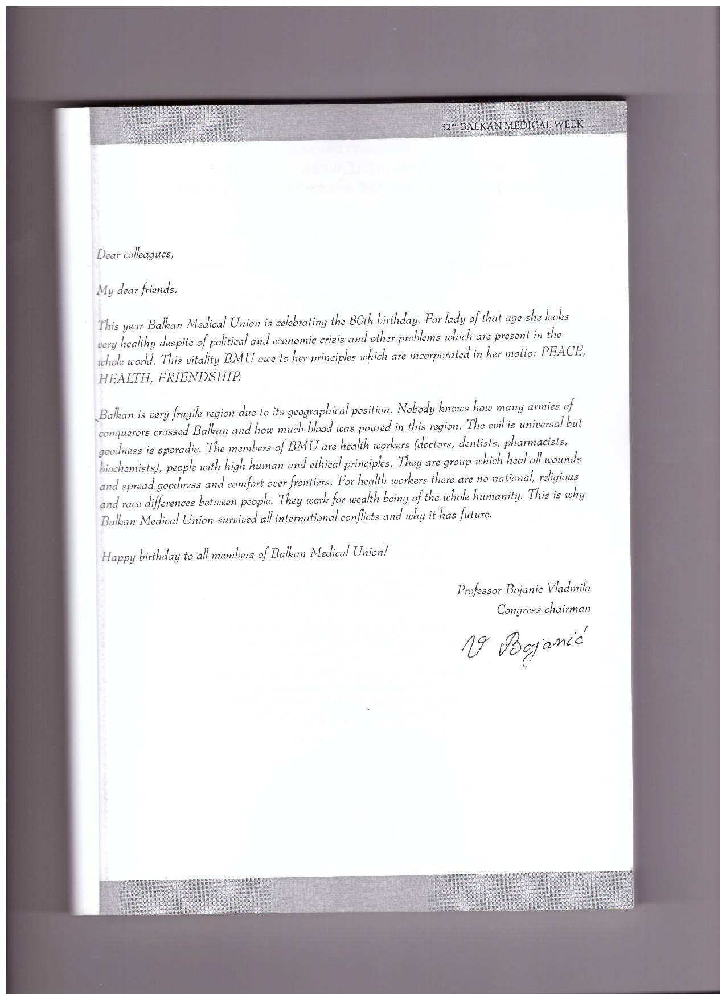 32nd BALKAN MEDICAL WEEK
Dear colleagues,
My dear friends,
This year Balkan Medical Union is celebrating the 80th birthday. For lady of that age she looks
very healthy despite of political and economic crisis and other problems which are present in the
whole world. This vitality BMU owe to her principles which are incorporated in her motto: PEACE,
HEALTH, FRIENDSHIP.
Balkan is very fragile region due to its geographical position. Nobody knows how many armies of
conquerors crossed Balkan and how much blood was poured in this region. The evil is universal but
goodness is sporadic. The members of BMU are health workers (doctors, dentists, pharmacists,
biochemists), people with high human and ethical principles. They are group which heal all wounds
and spread goodness and comfort over frontiers. For health workers there are no national, religious
and race differences between people. They work for wealth being of the whole humanity. This is why
Balkan Medical Union survived all international conflicts and why it has future.
Happy birthday to all members of Balkan Medical Union!
Professor Bojanic Vladmila
Congress chairman
V Bojanić